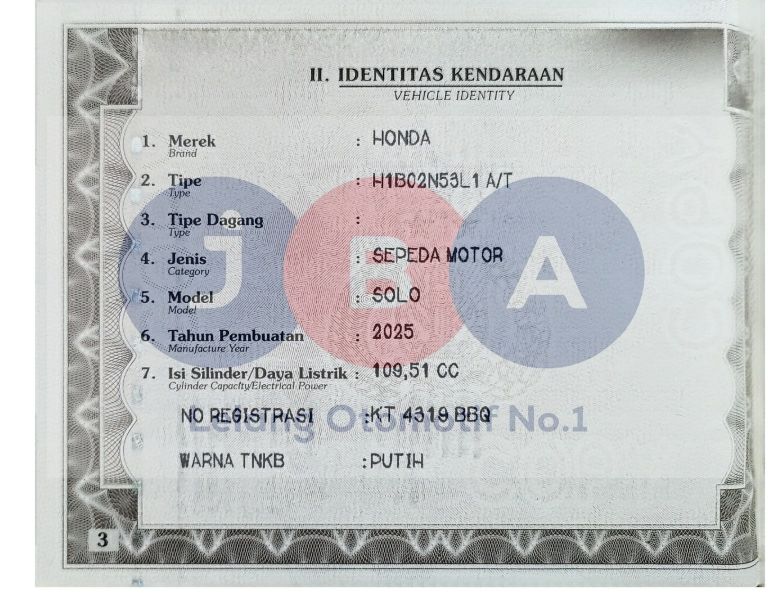 II. IDENTITAS KENDARAAN
VEHICLE IDENTITY
1. Merek : HONDA
Brand
2. Tipe : H1B02N53L1 A/T
Type
3. Tipe Dagang :
Type
4. Jenis : SEPEDA MOTOR
Category
5. Model : SOLO
Model
6. Tahun Pembuatan : 2025
Manufacture Year
7. Isi Silinder/Daya Listrik : 109,51 CC
Cylinder Capacity/Electrical Power
NO REGISTRASI :KT 4319 BBQ
WARNA TNKB :PUTIH
3
JBA
Lelang Otomotif No.1